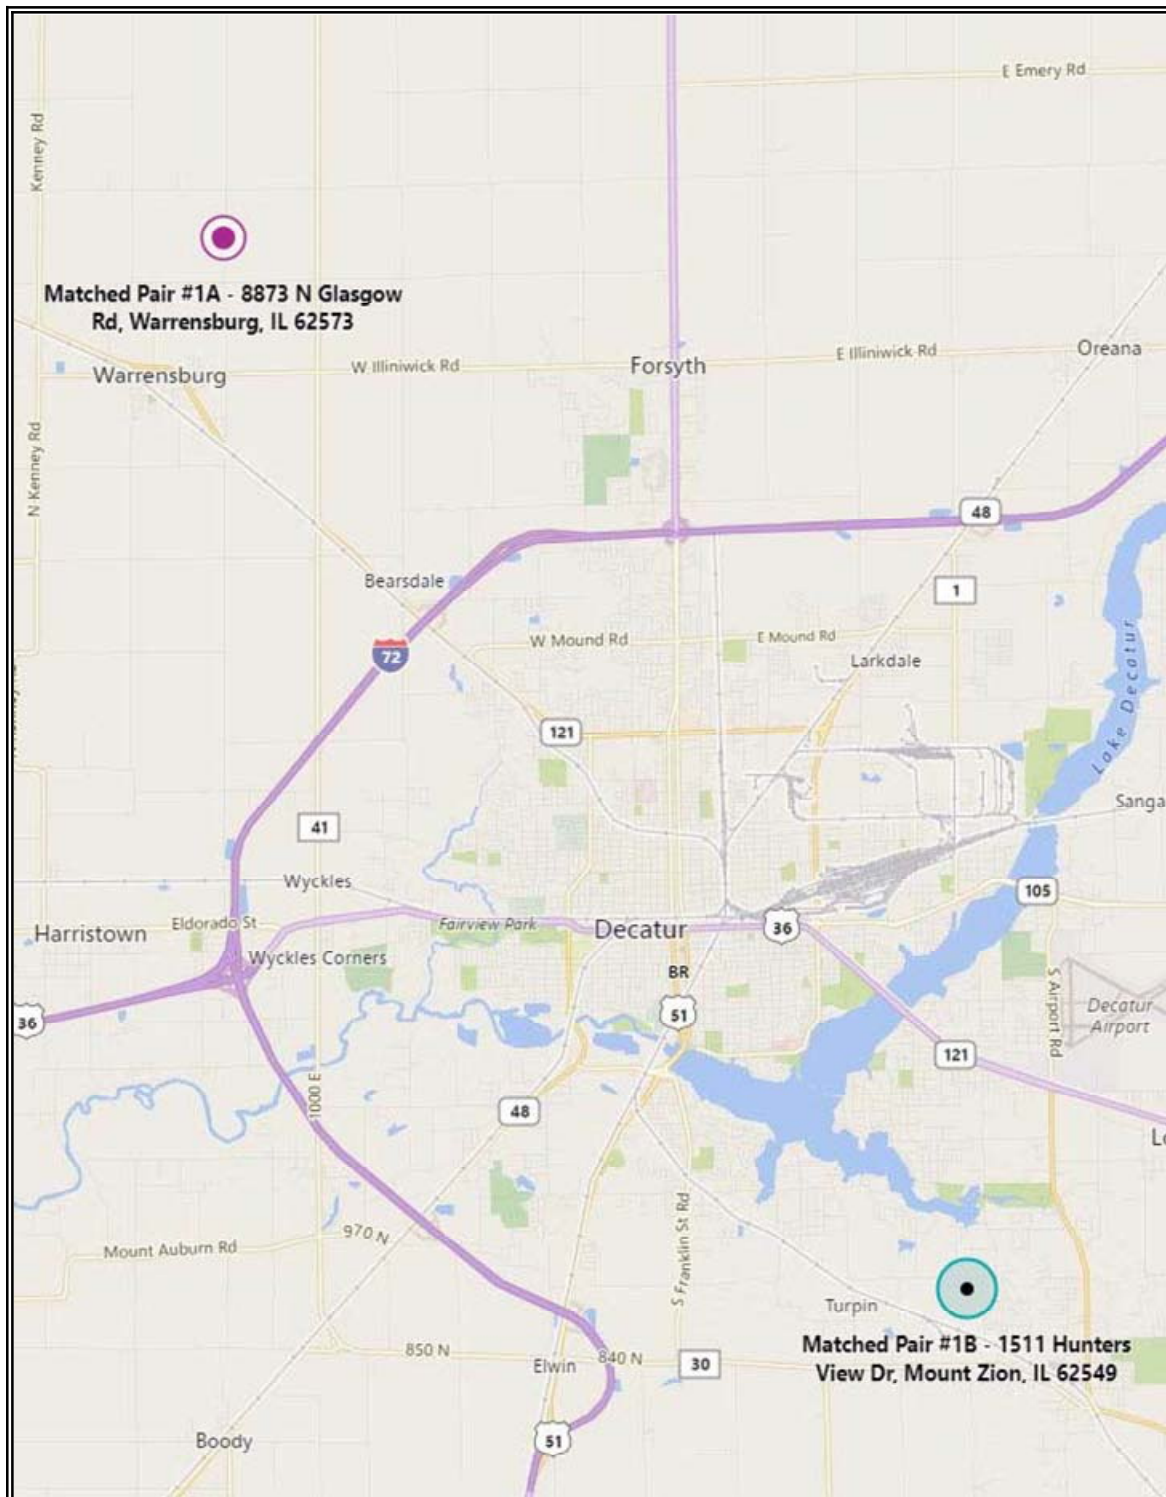 E Emery Rd
Kenney Rd
Matched Pair #1A - 8873 N Glasgow
Rd, Warrensburg, IL 62573
E Illiniwick Rd
Oreana
W Illiniwick Rd
Forsyth
Warrensburg
N Kenney Rd
48
Bearsdale
1
W Mound Rd
E Mound Rd
72
Larkdale
Lake Decatur
121
Sanga
41
Wyckles
105
Eldorado St
Fairview Park
Decatur
36
Harristown
Wyckles Corners
BR
51
S Airport Rd
Decatur
Airport
36
121
1000 E
48
Lo
S Franklin St Rd
970 N
Mount Auburn Rd
Turpin
Matched Pair #1B - 1511 Hunters
View Dr, Mount Zion, IL 62549
850 N
Elwin
840 N
30
Boody
51